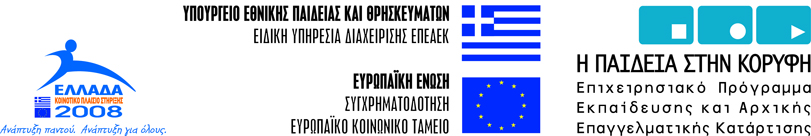 ΕΛΛΑΔΑ
ΚΟΙΝΟΤΙΚΟ ΠΛΑΙΣΙΟ ΣΤΗΡΙΞΗΣ
2008
Ανάπτυξη παντού. Ανάπτυξη για όλους.
ΥΠΟΥΡΓΕΙΟ ΕΘΝΙΚΗΣ ΠΑΙΔΕΙΑΣ ΚΑΙ ΘΡΗΣΚΕΥΜΑΤΩΝ
ΕΙΔΙΚΗ ΥΠΗΡΕΣΙΑ ΔΙΑΧΕΙΡΙΣΗΣ ΕΠΕΑΕΚ
ΕΥΡΩΠΑΪΚΗ ΕΝΩΣΗ
ΣΥΓΧΡΗΜΑΤΟΔΟΤΗΣΗ
ΕΥΡΩΠΑΪΚΟ ΚΟΙΝΩΝΙΚΟ ΤΑΜΕΙΟ
Η ΠΑΙΔΕΙΑ ΣΤΗΝ ΚΟΡΥΦΗ
Επιχειρησιακό Πρόγραμμα
Εκπαίδευσης και Αρχικής
Επαγγελματικής Κατάρτισης